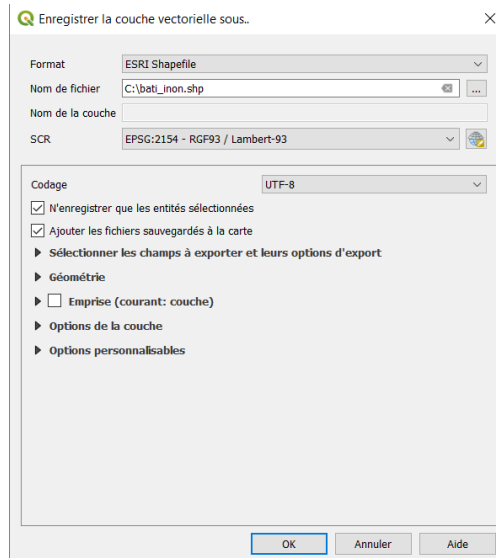 Enregistrer la couche vectorielle sous..
Format ESRI Shapefile
Nom de fichier C:\bati_inon.shp ...
Nom de la couche
SCR EPSG:2154 - RGF93 / Lambert-93
Codage UTF-8
N'enregistrer que les entités sélectionnées
Ajouter les fichiers sauvegardés à la carte
Sélectionner les champs à exporter et leurs options d'export
Géométrie
Emprise (courant: couche)
Options de la couche
Options personnalisables
OK Annuler Aide